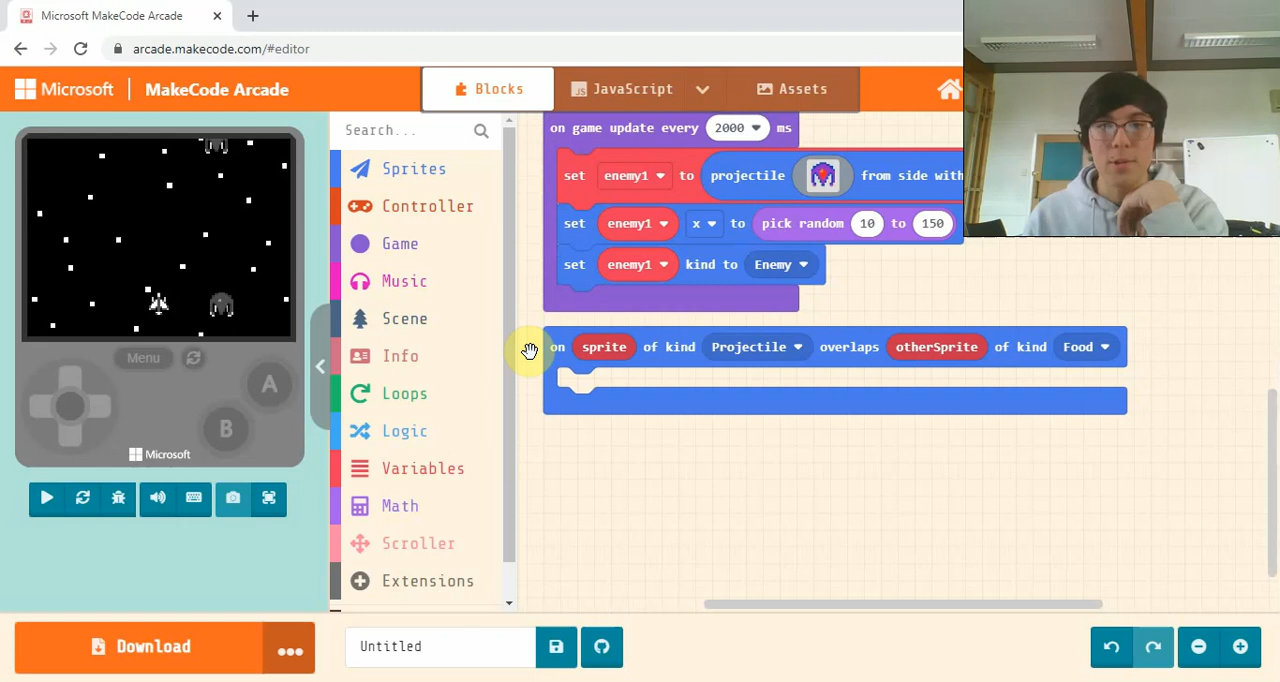 Microsoft MakeCode Arcade
arcade.makecode.com/#editor
Microsoft
MakeCode Arcade
Blocks
JS
JavaScript
Assets
Search...
Sprites
Controller
Game
Music
Scene
Info
Loops
Logic
Variables
Math
Scroller
Extensions
on game update every 2000 ms
set enemy1 to projectile from side with
set enemy1 x to pick random 10 to 150
set enemy1 kind to Enemy
on sprite of kind Projectile overlaps otherSprite of kind Food
Menu
A
B
Microsoft
Download
Untitled